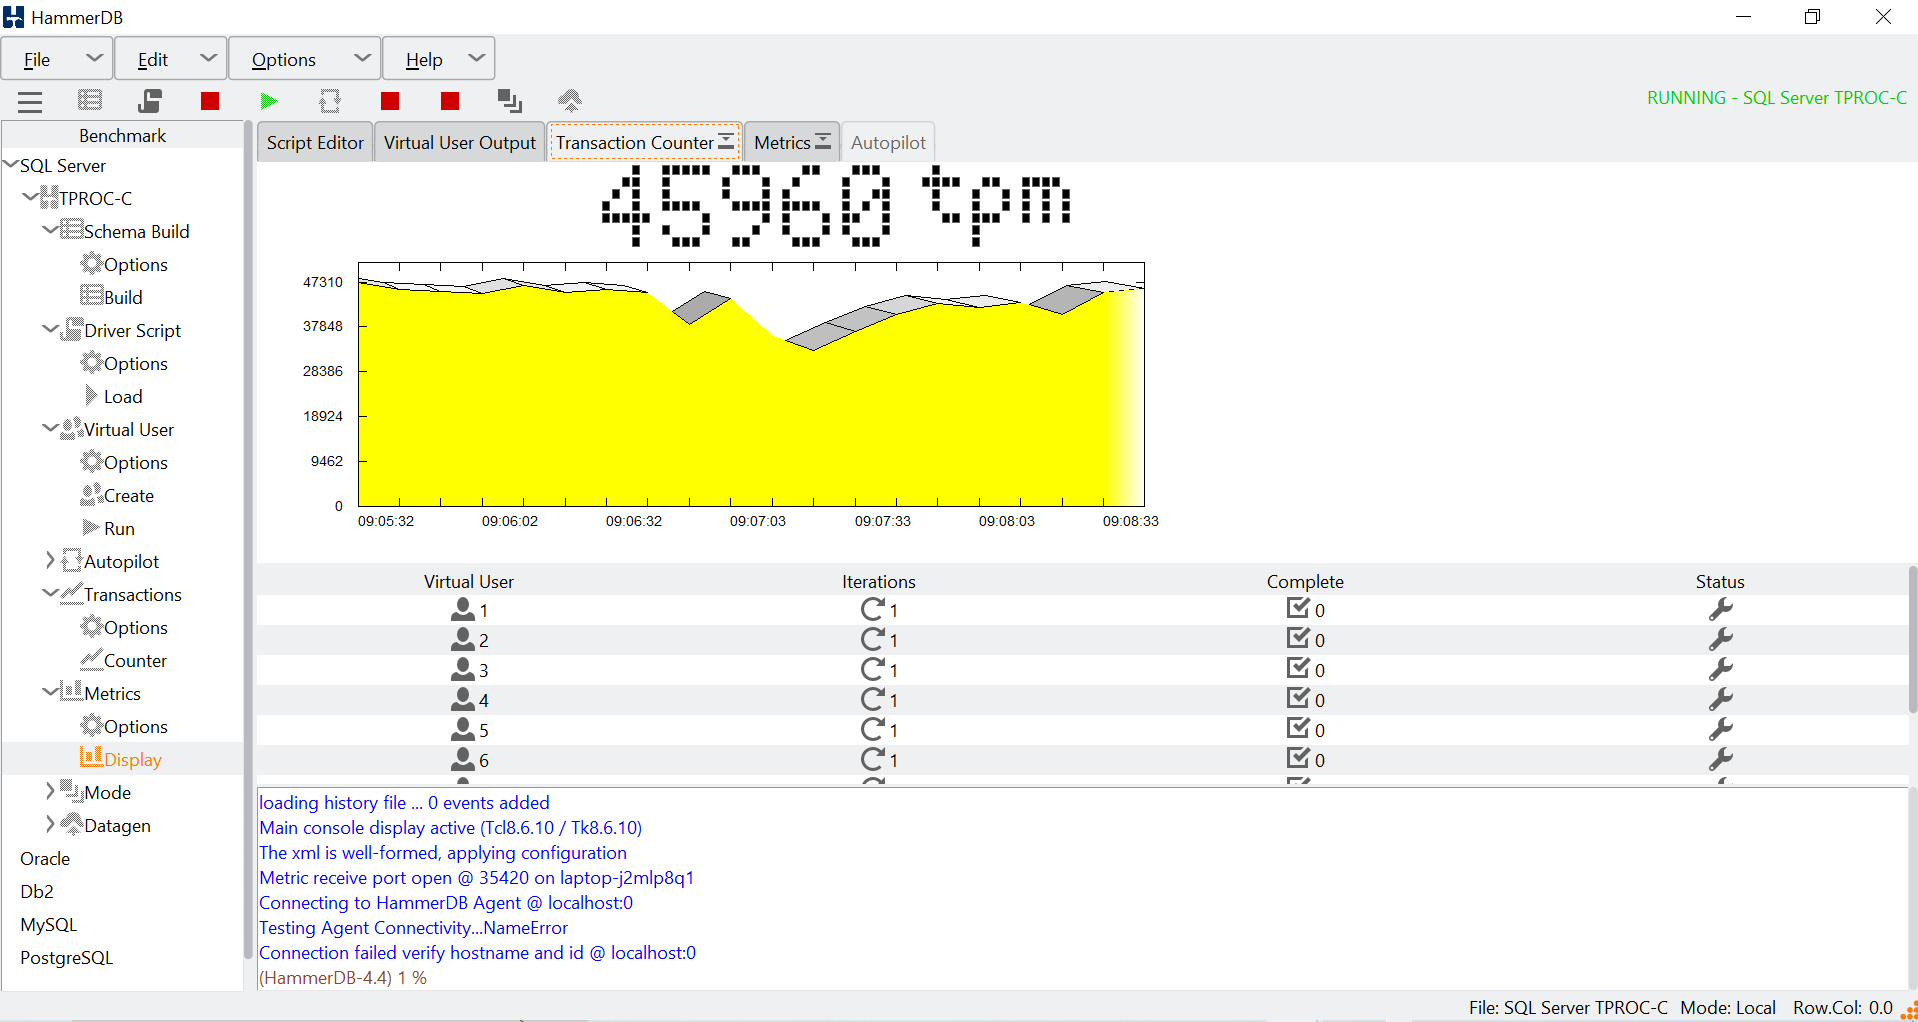 HammerDB
File Edit Options Help
RUNNING - SQL Server TPROC-C
Benchmark
SQL Server
TPROC-C
Schema Build
Options
Build
Driver Script
Options
Load
Virtual User
Options
Create
Run
Autopilot
Transactions
Options
Counter
Metrics
Options
Display
Mode
Datagen
Oracle
Db2
MySQL
PostgreSQL
Script Editor Virtual User Output Transaction Counter Metrics Autopilot
45960 tpm
47310
37848
28386
18924
9462
0
09:05:32 09:06:02 09:06:32 09:07:03 09:07:33 09:08:03 09:08:33
Virtual User Iterations Complete Status
1 1 0
2 1 0
3 1 0
4 1 0
5 1 0
6 1 0
loading history file ... 0 events added
Main console display active (Tcl8.6.10 / Tk8.6.10)
The xml is well-formed, applying configuration
Metric receive port open @ 35420 on laptop-j2mlp8q1
Connecting to HammerDB Agent @ localhost:0
Testing Agent Connectivity...NameError
Connection failed verify hostname and id @ localhost:0
(HammerDB-4.4) 1 %
File: SQL Server TPROC-C Mode: Local Row.Col: 0.0